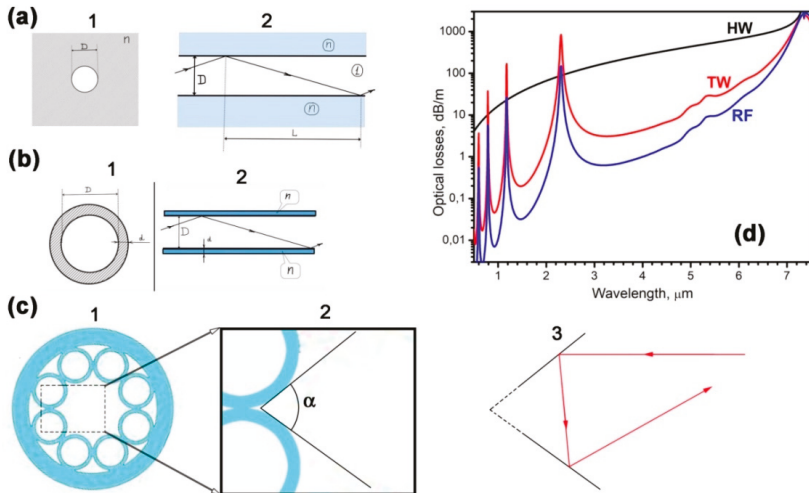 (a)
1
2
n
D
n
D
1
L
n
(b)
1
2
D
d
n
D
d
n
(c)
1
2
α
3
Optical losses, dB/m
1000
100
10
1
0,1
0,01
HW
TW
RF
(d)
1 2 3 4 5 6 7
Wavelength, μm